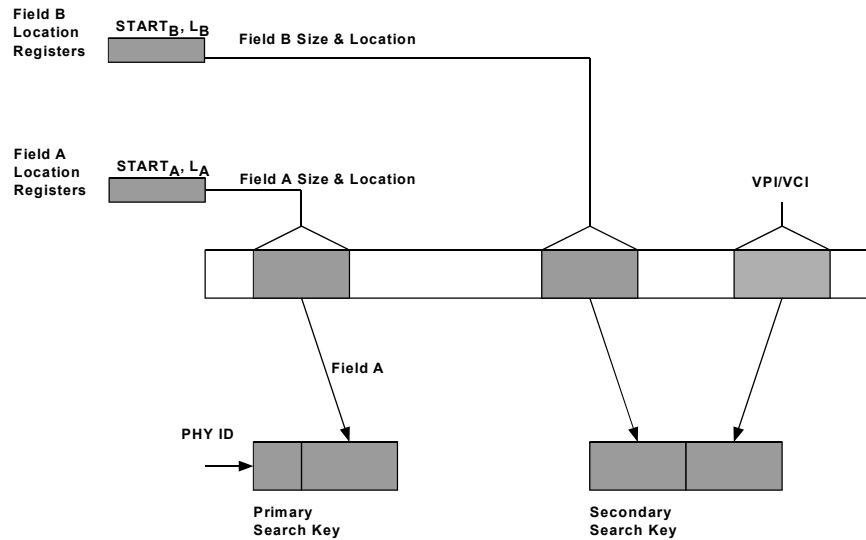 Field B
Location
Registers
START_B, L_B
Field B Size & Location
Field A
Location
Registers
START_A, L_A
Field A Size & Location
VPI/VCI
Field A
PHY ID
Primary
Search Key
Secondary
Search Key